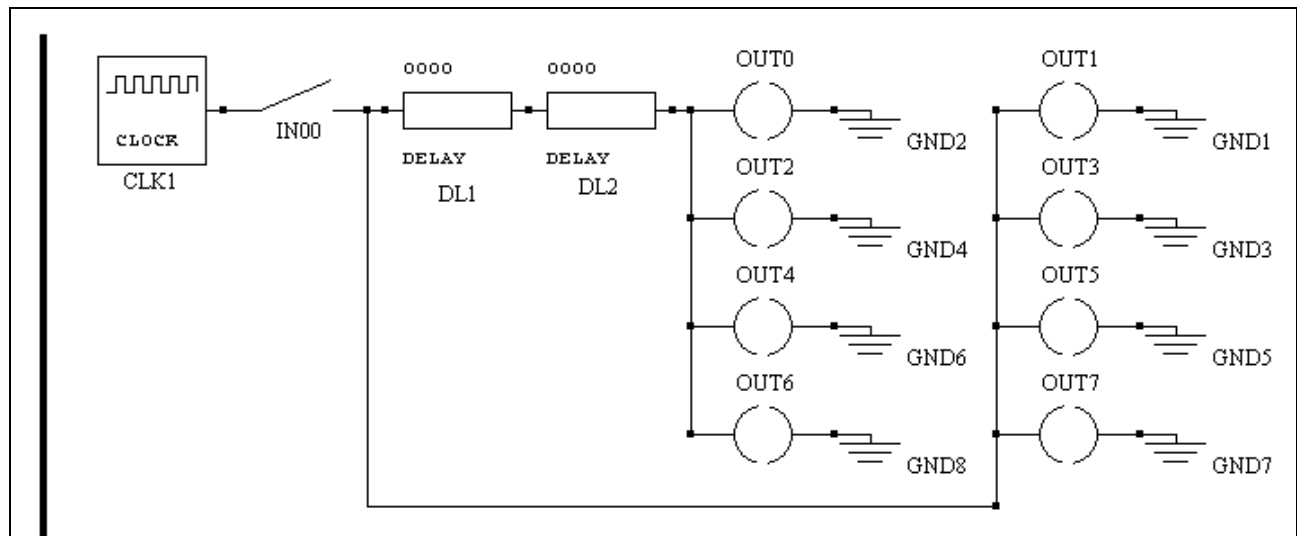 OUT0
OUT1
0000
0000
CLOCK
IN00
GND2
GND1
DELAY
DELAY
CLK1
DL1
DL2
OUT2
OUT3
GND4
GND3
OUT4
OUT5
GND6
GND5
OUT6
OUT7
GND8
GND7